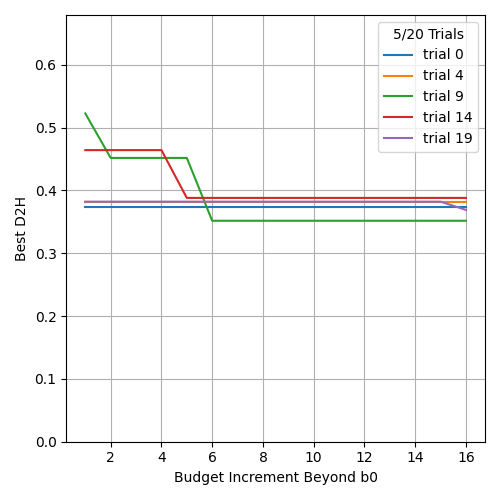 5/20 Trials
trial 0
trial 4
trial 9
trial 14
trial 19
Best D2H
0.6
0.5
0.4
0.3
0.2
0.1
0.0
2 4 6 8 10 12 14 16
Budget Increment Beyond b0